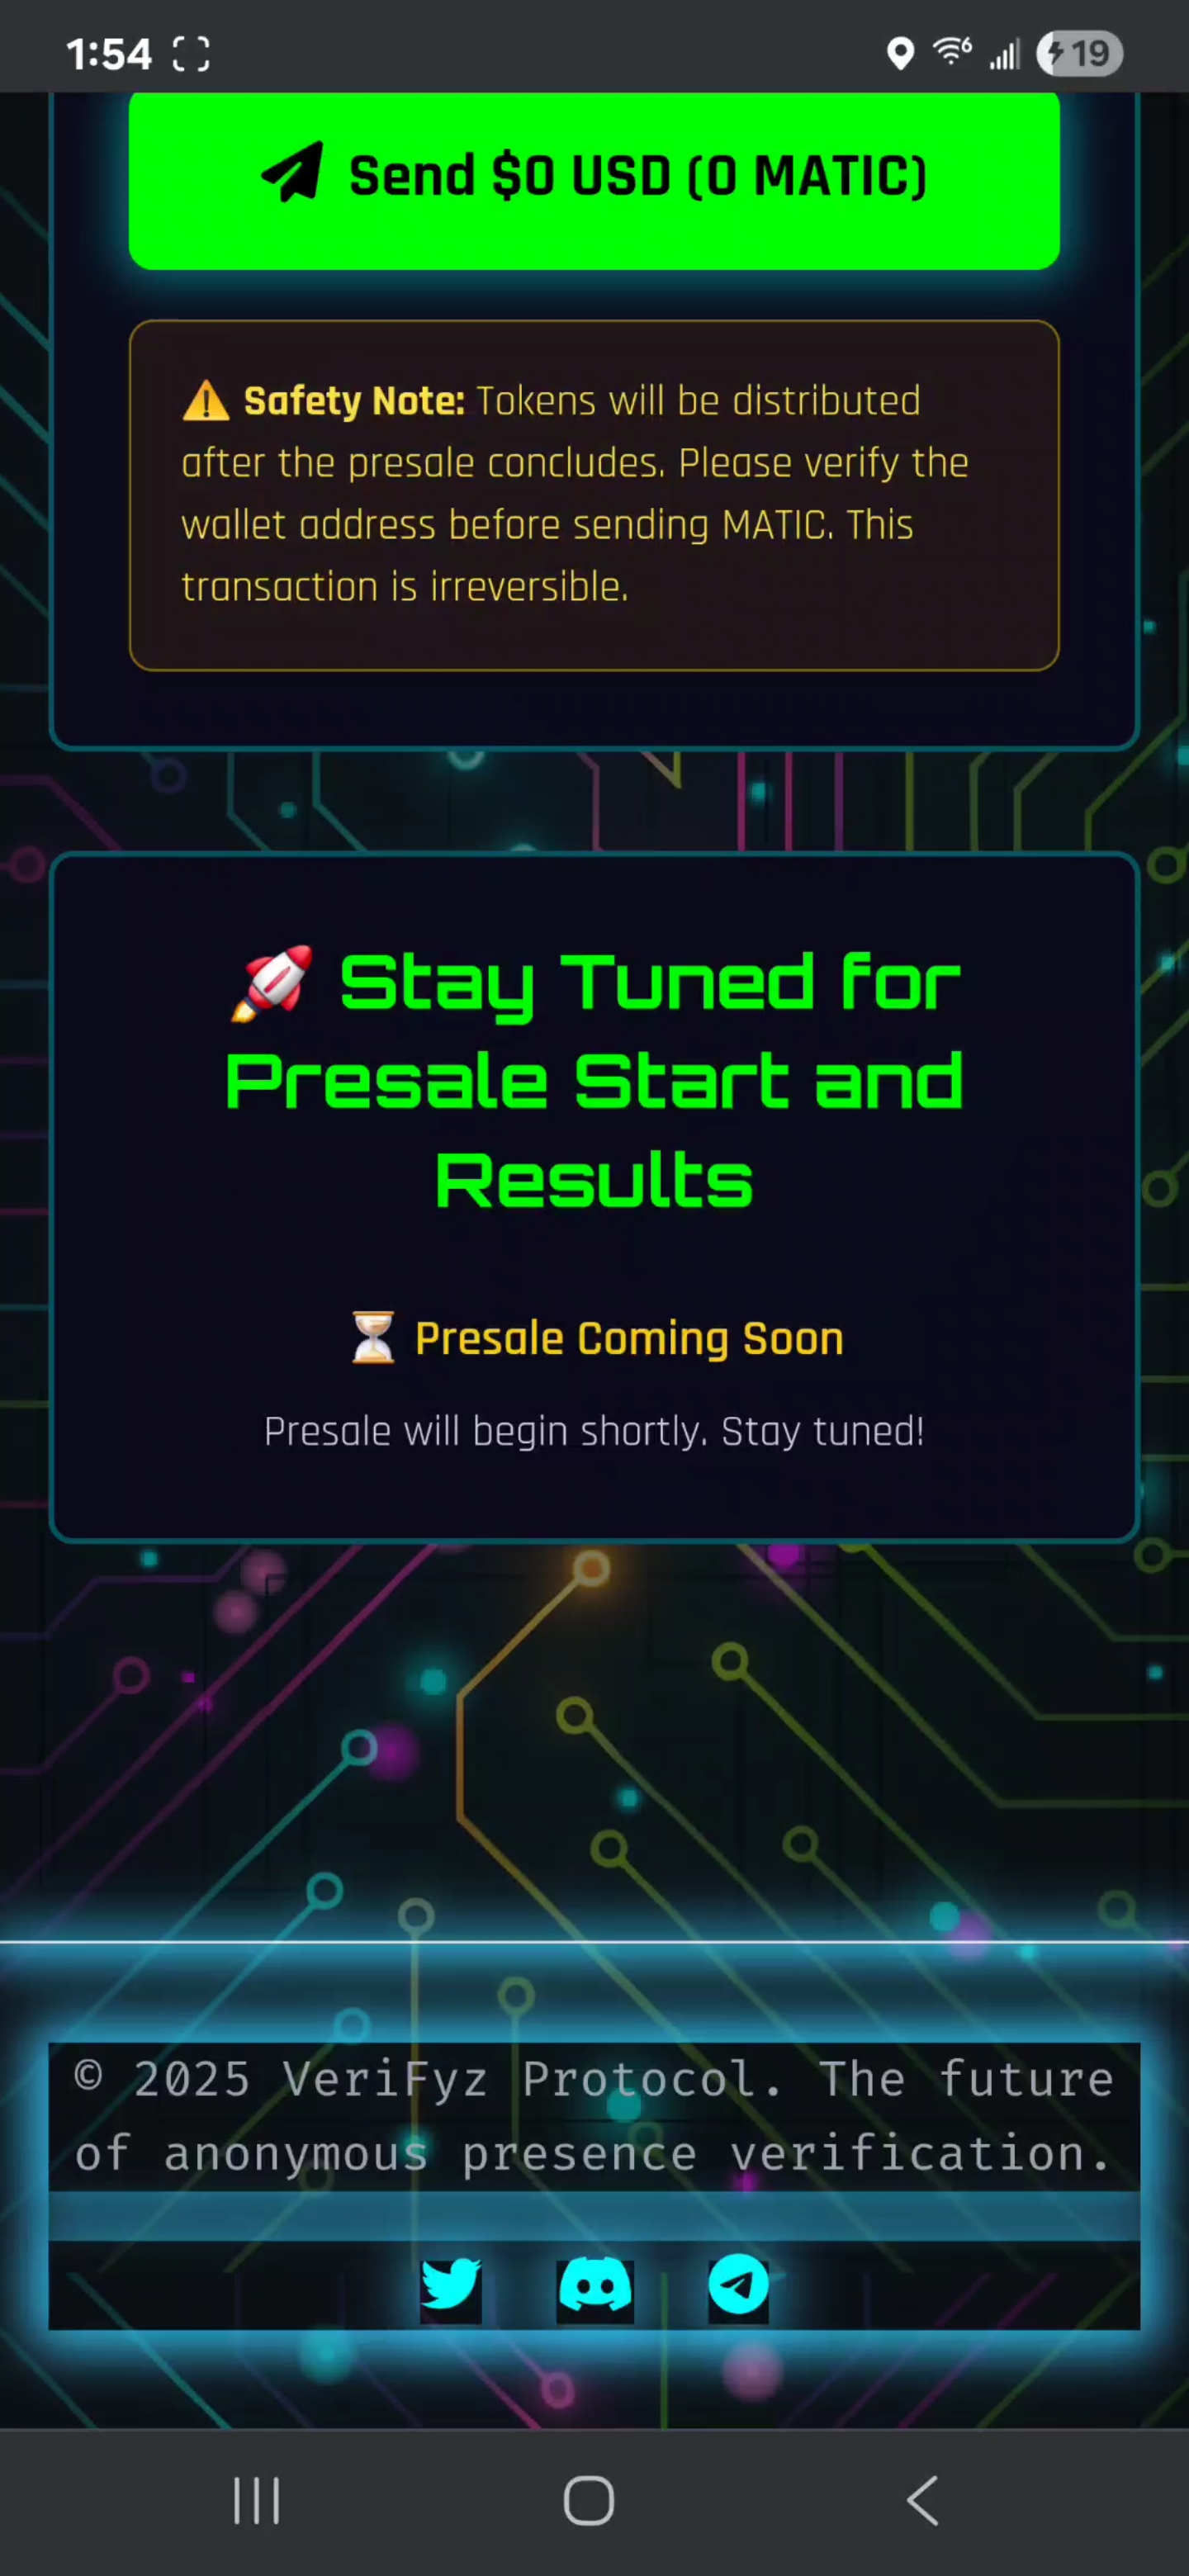 1:54
6
19
Send $0 USD (0 MATIC)
⚠️ Safety Note: Tokens will be distributed
after the presale concludes. Please verify the
wallet address before sending MATIC. This
transaction is irreversible.
🚀 Stay Tuned for
Presale Start and
Results
⏳ Presale Coming Soon
Presale will begin shortly. Stay tuned!
© 2025 VeriFyz Protocol. The future
of anonymous presence verification.